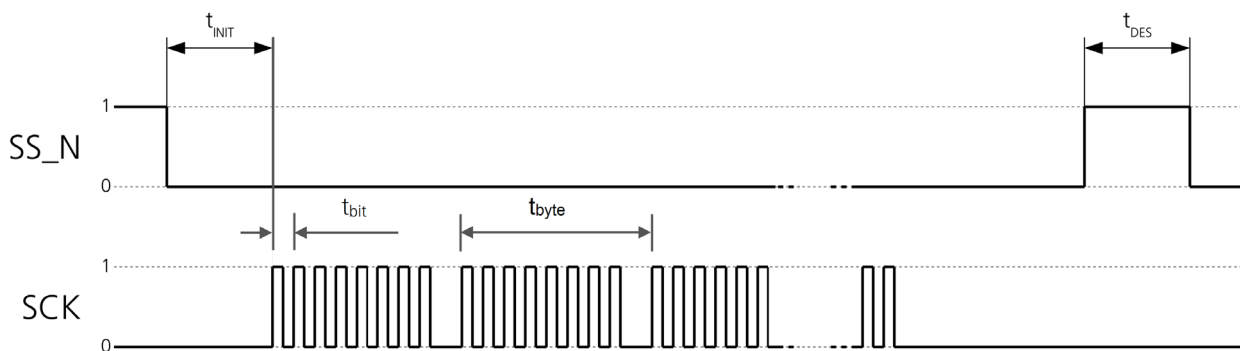 tINIT
tDES
1
SS_N
0
tbit
tbyte
1
SCK
0